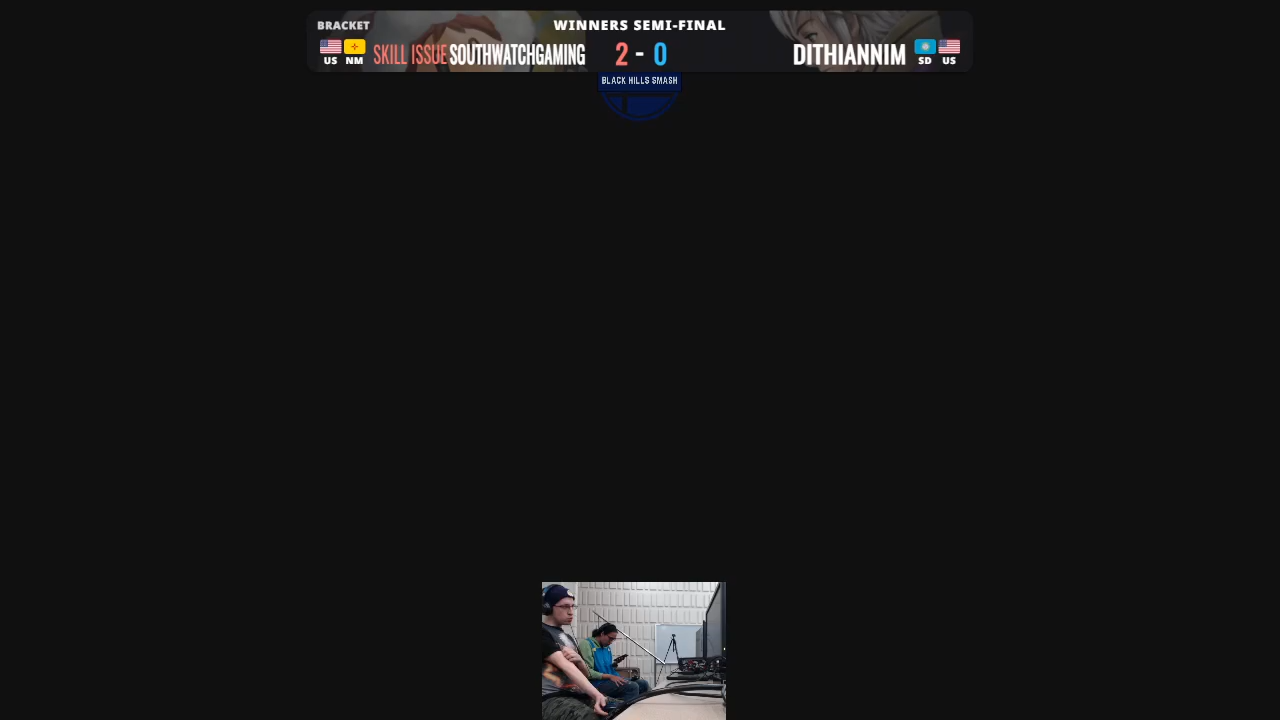 BRACKET
WINNERS SEMI-FINAL
US NM SKILL ISSUE SOUTHWATCHGAMING 2 - 0 DITHIANNIM SD US
BLACK HILLS SMASH